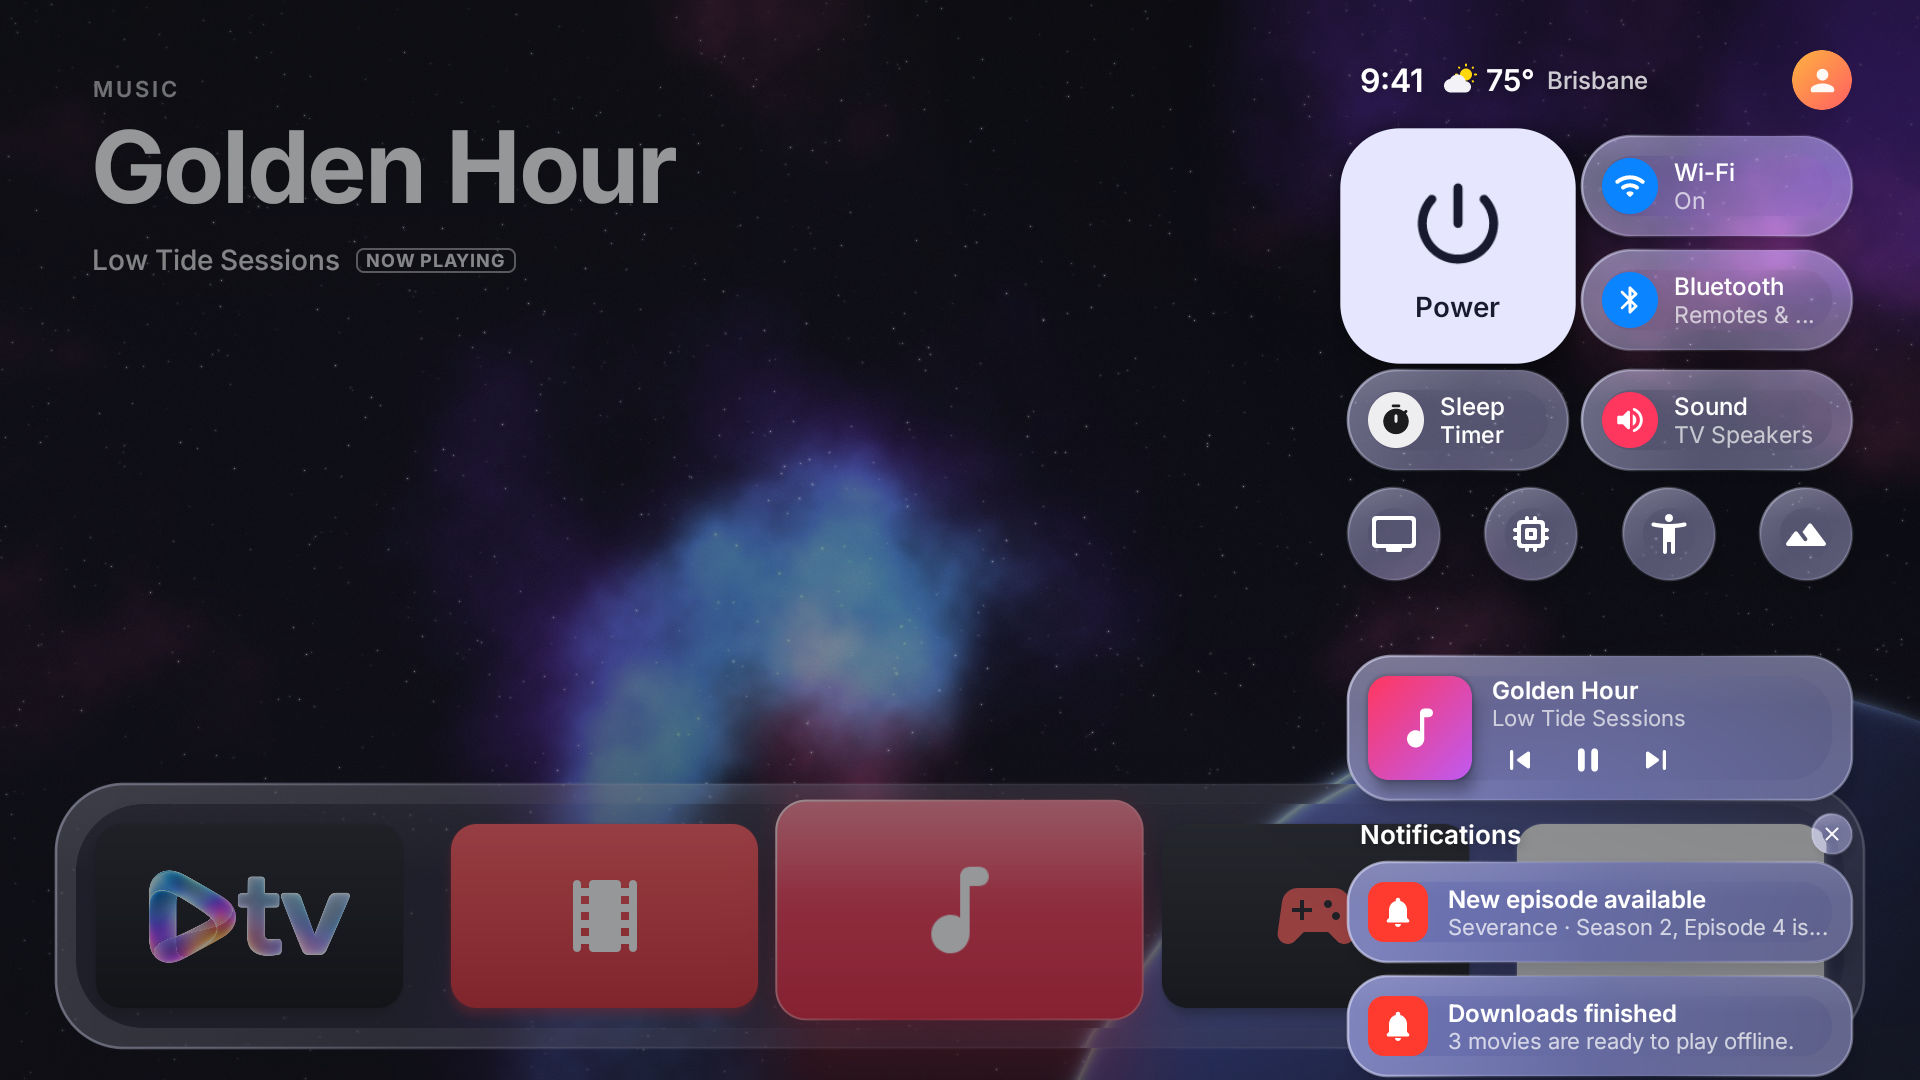 MUSIC
Golden Hour
Low Tide Sessions NOW PLAYING
9:41 75° Brisbane
Power
Wi-Fi
On
Bluetooth
Remotes & ...
Sleep
Timer
Sound
TV Speakers
Golden Hour
Low Tide Sessions
tv
Notifications
New episode available
Severance · Season 2, Episode 4 is...
Downloads finished
3 movies are ready to play offline.